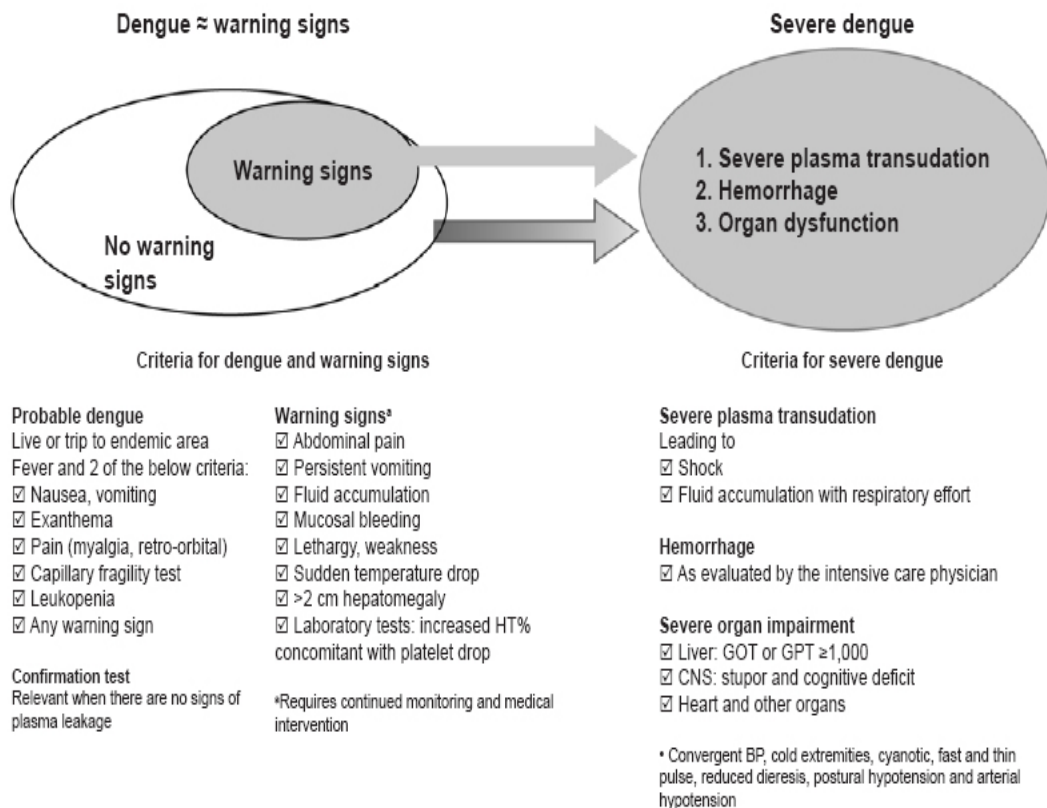 Dengue ≈ warning signs
Severe dengue
Warning signs
No warning
signs
1. Severe plasma transudation
2. Hemorrhage
3. Organ dysfunction
Criteria for dengue and warning signs
Criteria for severe dengue
Probable dengue
Live or trip to endemic area
Fever and 2 of the below criteria:
☑ Nausea, vomiting
☑ Exanthema
☑ Pain (myalgia, retro-orbital)
☑ Capillary fragility test
☑ Leukopenia
☑ Any warning sign
Confirmation test
Relevant when there are no signs of
plasma leakage
Warning signsª
☑ Abdominal pain
☑ Persistent vomiting
☑ Fluid accumulation
☑ Mucosal bleeding
☑ Lethargy, weakness
☑ Sudden temperature drop
☑ >2 cm hepatomegaly
☑ Laboratory tests: increased HT%
concomitant with platelet drop
ªRequires continued monitoring and medical
intervention
Severe plasma transudation
Leading to
☑ Shock
☑ Fluid accumulation with respiratory effort
Hemorrhage
☑ As evaluated by the intensive care physician
Severe organ impairment
☑ Liver: GOT or GPT ≥1,000
☑ CNS: stupor and cognitive deficit
☑ Heart and other organs
• Convergent BP, cold extremities, cyanotic, fast and thin
pulse, reduced dieresis, postural hypotension and arterial
hypotension